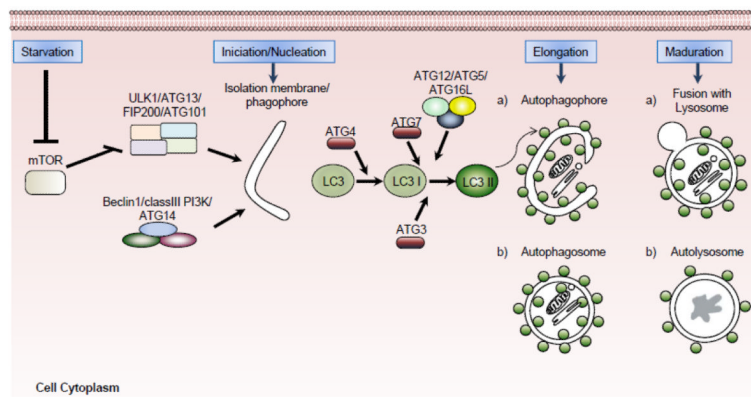 Starvation
Iniciation/Nucleation
Elongation
Maduration
ULK1/ATG13/
FIP200/ATG101
Isolation membrane/
phagophore
ATG12/ATG5/
ATG16L
a) Autophagophore
a) Fusion with
Lysosome
mTOR
ATG4
ATG7
LC3
LC3 I
LC3 II
Beclin1/classIII PI3K/
ATG14
ATG3
b) Autophagosome
b) Autolysosome
Cell Cytoplasm